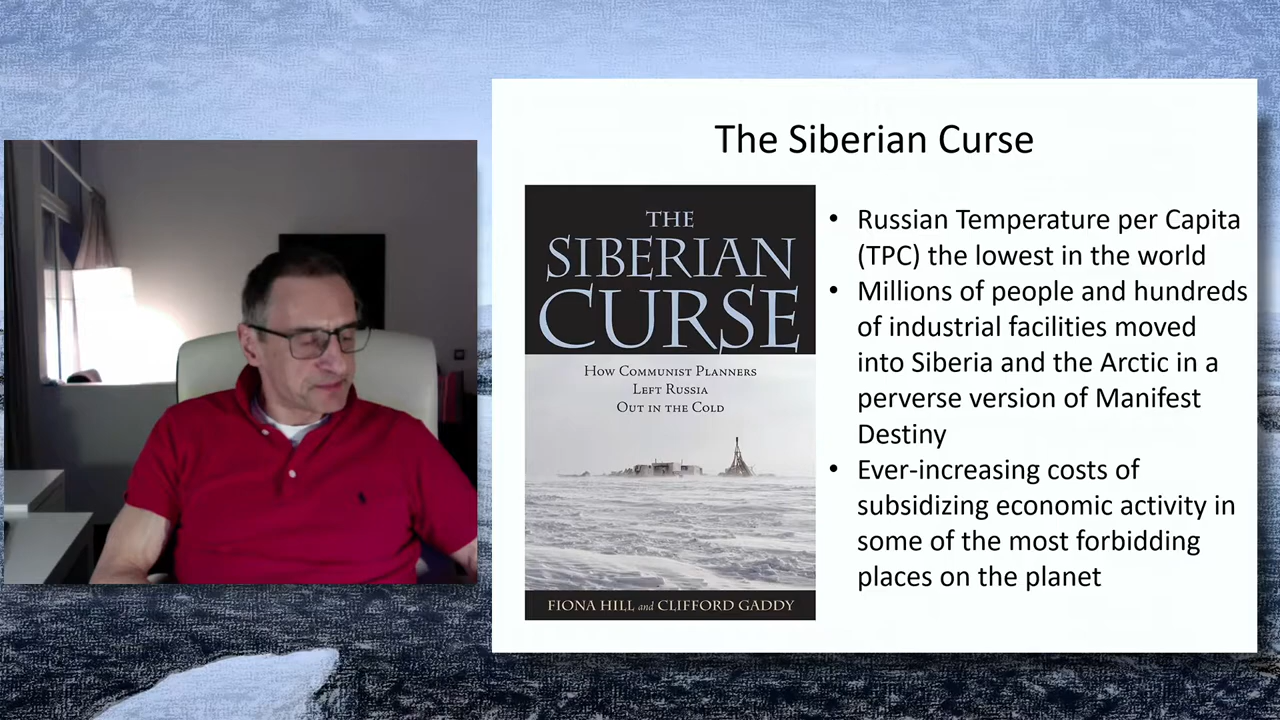 The Siberian Curse
THE
SIBERIAN
CURSE
How Communist Planners
Left Russia
Out in the Cold
FIONA HILL and CLIFFORD GADDY
• Russian Temperature per Capita
(TPC) the lowest in the world
• Millions of people and hundreds
of industrial facilities moved
into Siberia and the Arctic in a
perverse version of Manifest
Destiny
• Ever-increasing costs of
subsidizing economic activity in
some of the most forbidding
places on the planet